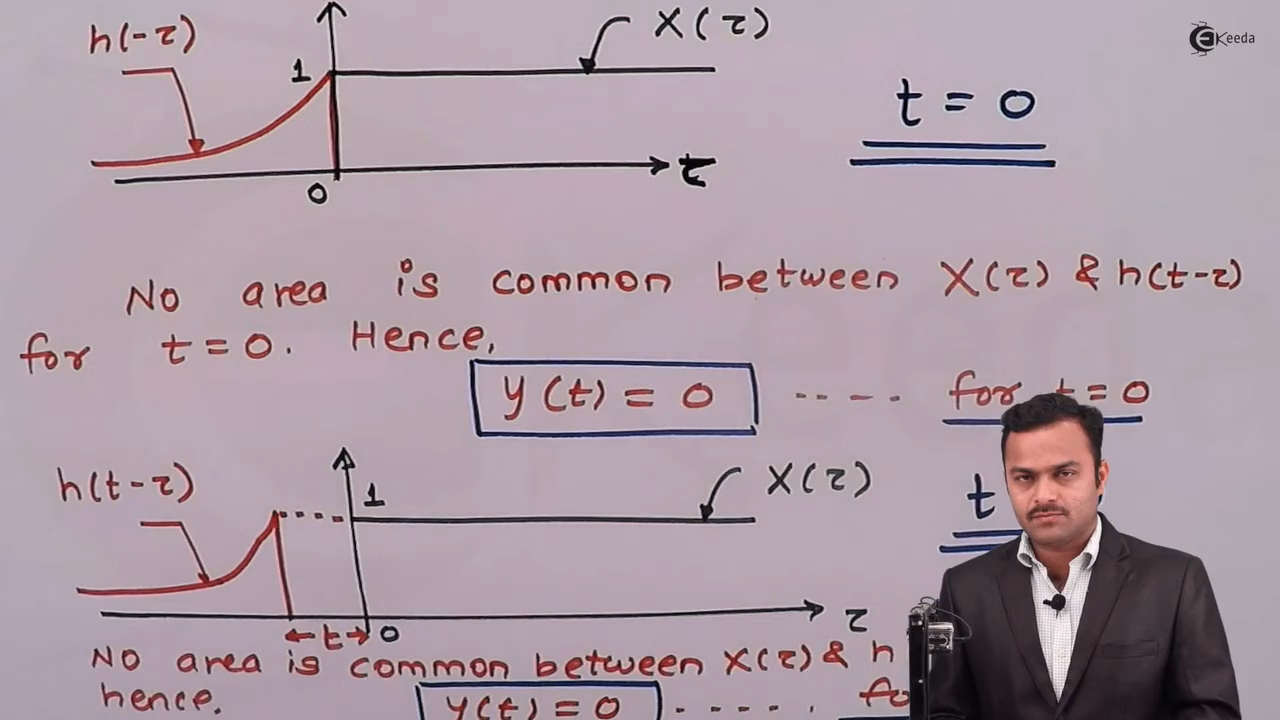 h(-τ)
1
X(τ)
Keeda
t = 0
τ
0
No area is common between X(τ) & h(t-τ)
for t = 0. Hence,
y(t) = 0 ---- for t = 0
h(t-τ)
1
X(τ)
t
τ
t
0
No area is common between X(τ) & h
hence.
y(t) = 0 .....